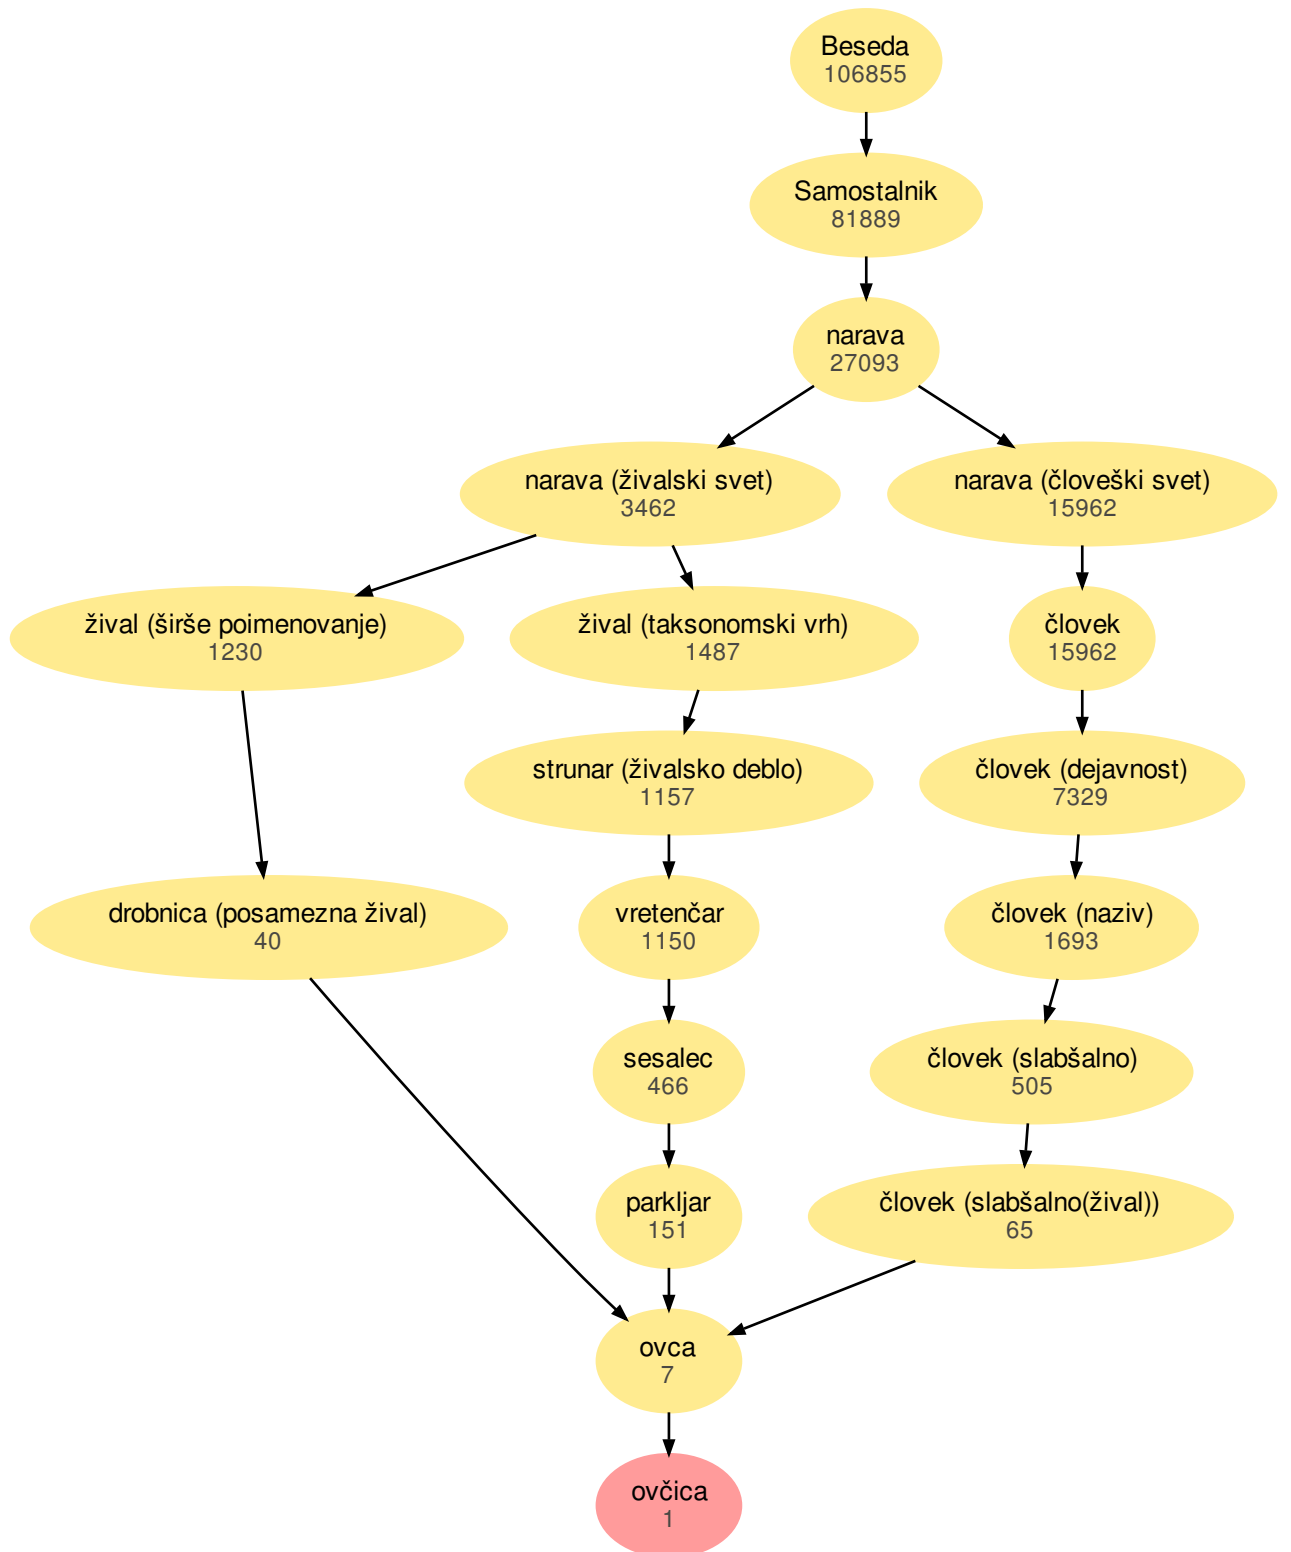 Beseda
106855
Samostalnik
81889
narava
27093
narava (živalski svet)
3462
narava (človeški svet)
15962
žival (širše poimenovanje)
1230
žival (taksonomski vrh)
1487
človek
15962
strunar (živalsko deblo)
1157
človek (dejavnost)
7329
drobnica (posamezna žival)
40
vretenčar
1150
človek (naziv)
1693
sesalec
466
človek (slabšalno)
505
parkljar
151
človek (slabšalno(žival))
65
ovca
7
ovčica
1